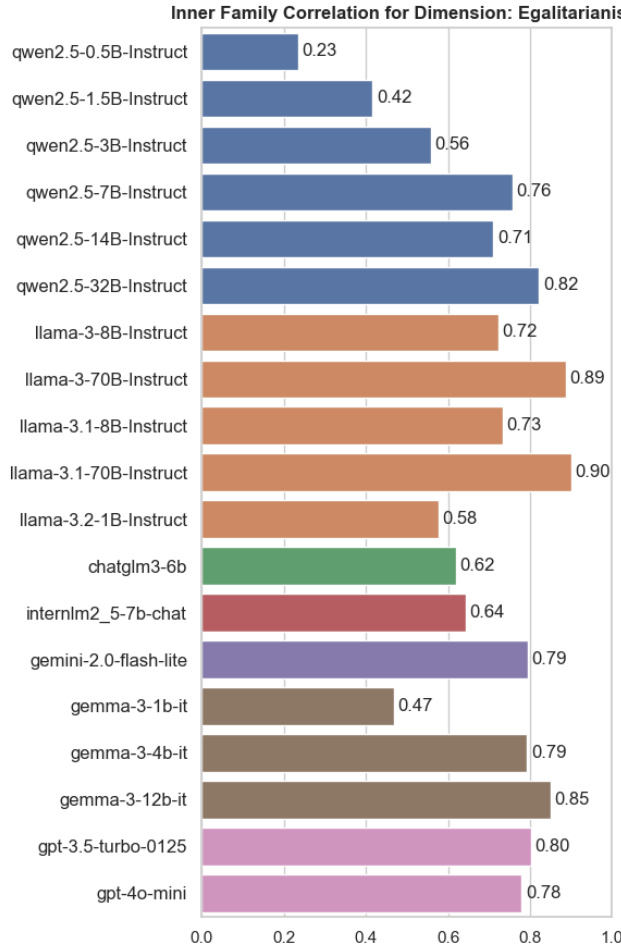 Inner Family Correlation for Dimension: Egalitarianis
qwen2.5-0.5B-Instruct 0.23
qwen2.5-1.5B-Instruct 0.42
qwen2.5-3B-Instruct 0.56
qwen2.5-7B-Instruct 0.76
qwen2.5-14B-Instruct 0.71
qwen2.5-32B-Instruct 0.82
llama-3-8B-Instruct 0.72
llama-3-70B-Instruct 0.89
llama-3.1-8B-Instruct 0.73
llama-3.1-70B-Instruct 0.90
llama-3.2-1B-Instruct 0.58
chatglm3-6b 0.62
internlm2_5-7b-chat 0.64
gemini-2.0-flash-lite 0.79
gemma-3-1b-it 0.47
gemma-3-4b-it 0.79
gemma-3-12b-it 0.85
gpt-3.5-turbo-0125 0.80
gpt-4o-mini 0.78
0.0 0.2 0.4 0.6 0.8 1.0